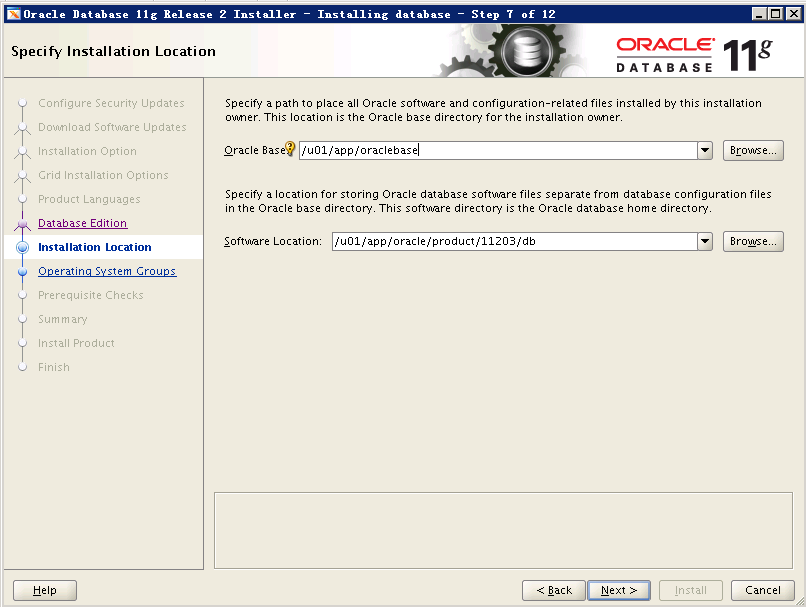 Oracle Database 11g Release 2 Installer - Installing database - Step 7 of 12
Specify Installation Location
ORACLE
DATABASE
11g
Configure Security Updates
Download Software Updates
Installation Option
Grid Installation Options
Product Languages
Database Edition
Installation Location
Operating System Groups
Prerequisite Checks
Summary
Install Product
Finish
Specify a path to place all Oracle software and configuration-related files installed by this installation
owner. This location is the Oracle base directory for the installation owner.
Oracle Base: /u01/app/oraclebase Browse...
Specify a location for storing Oracle database software files separate from database configuration files
in the Oracle base directory. This software directory is the Oracle database home directory.
Software Location: /u01/app/oracle/product/11203/db Browse...
Help < Back Next > Install Cancel